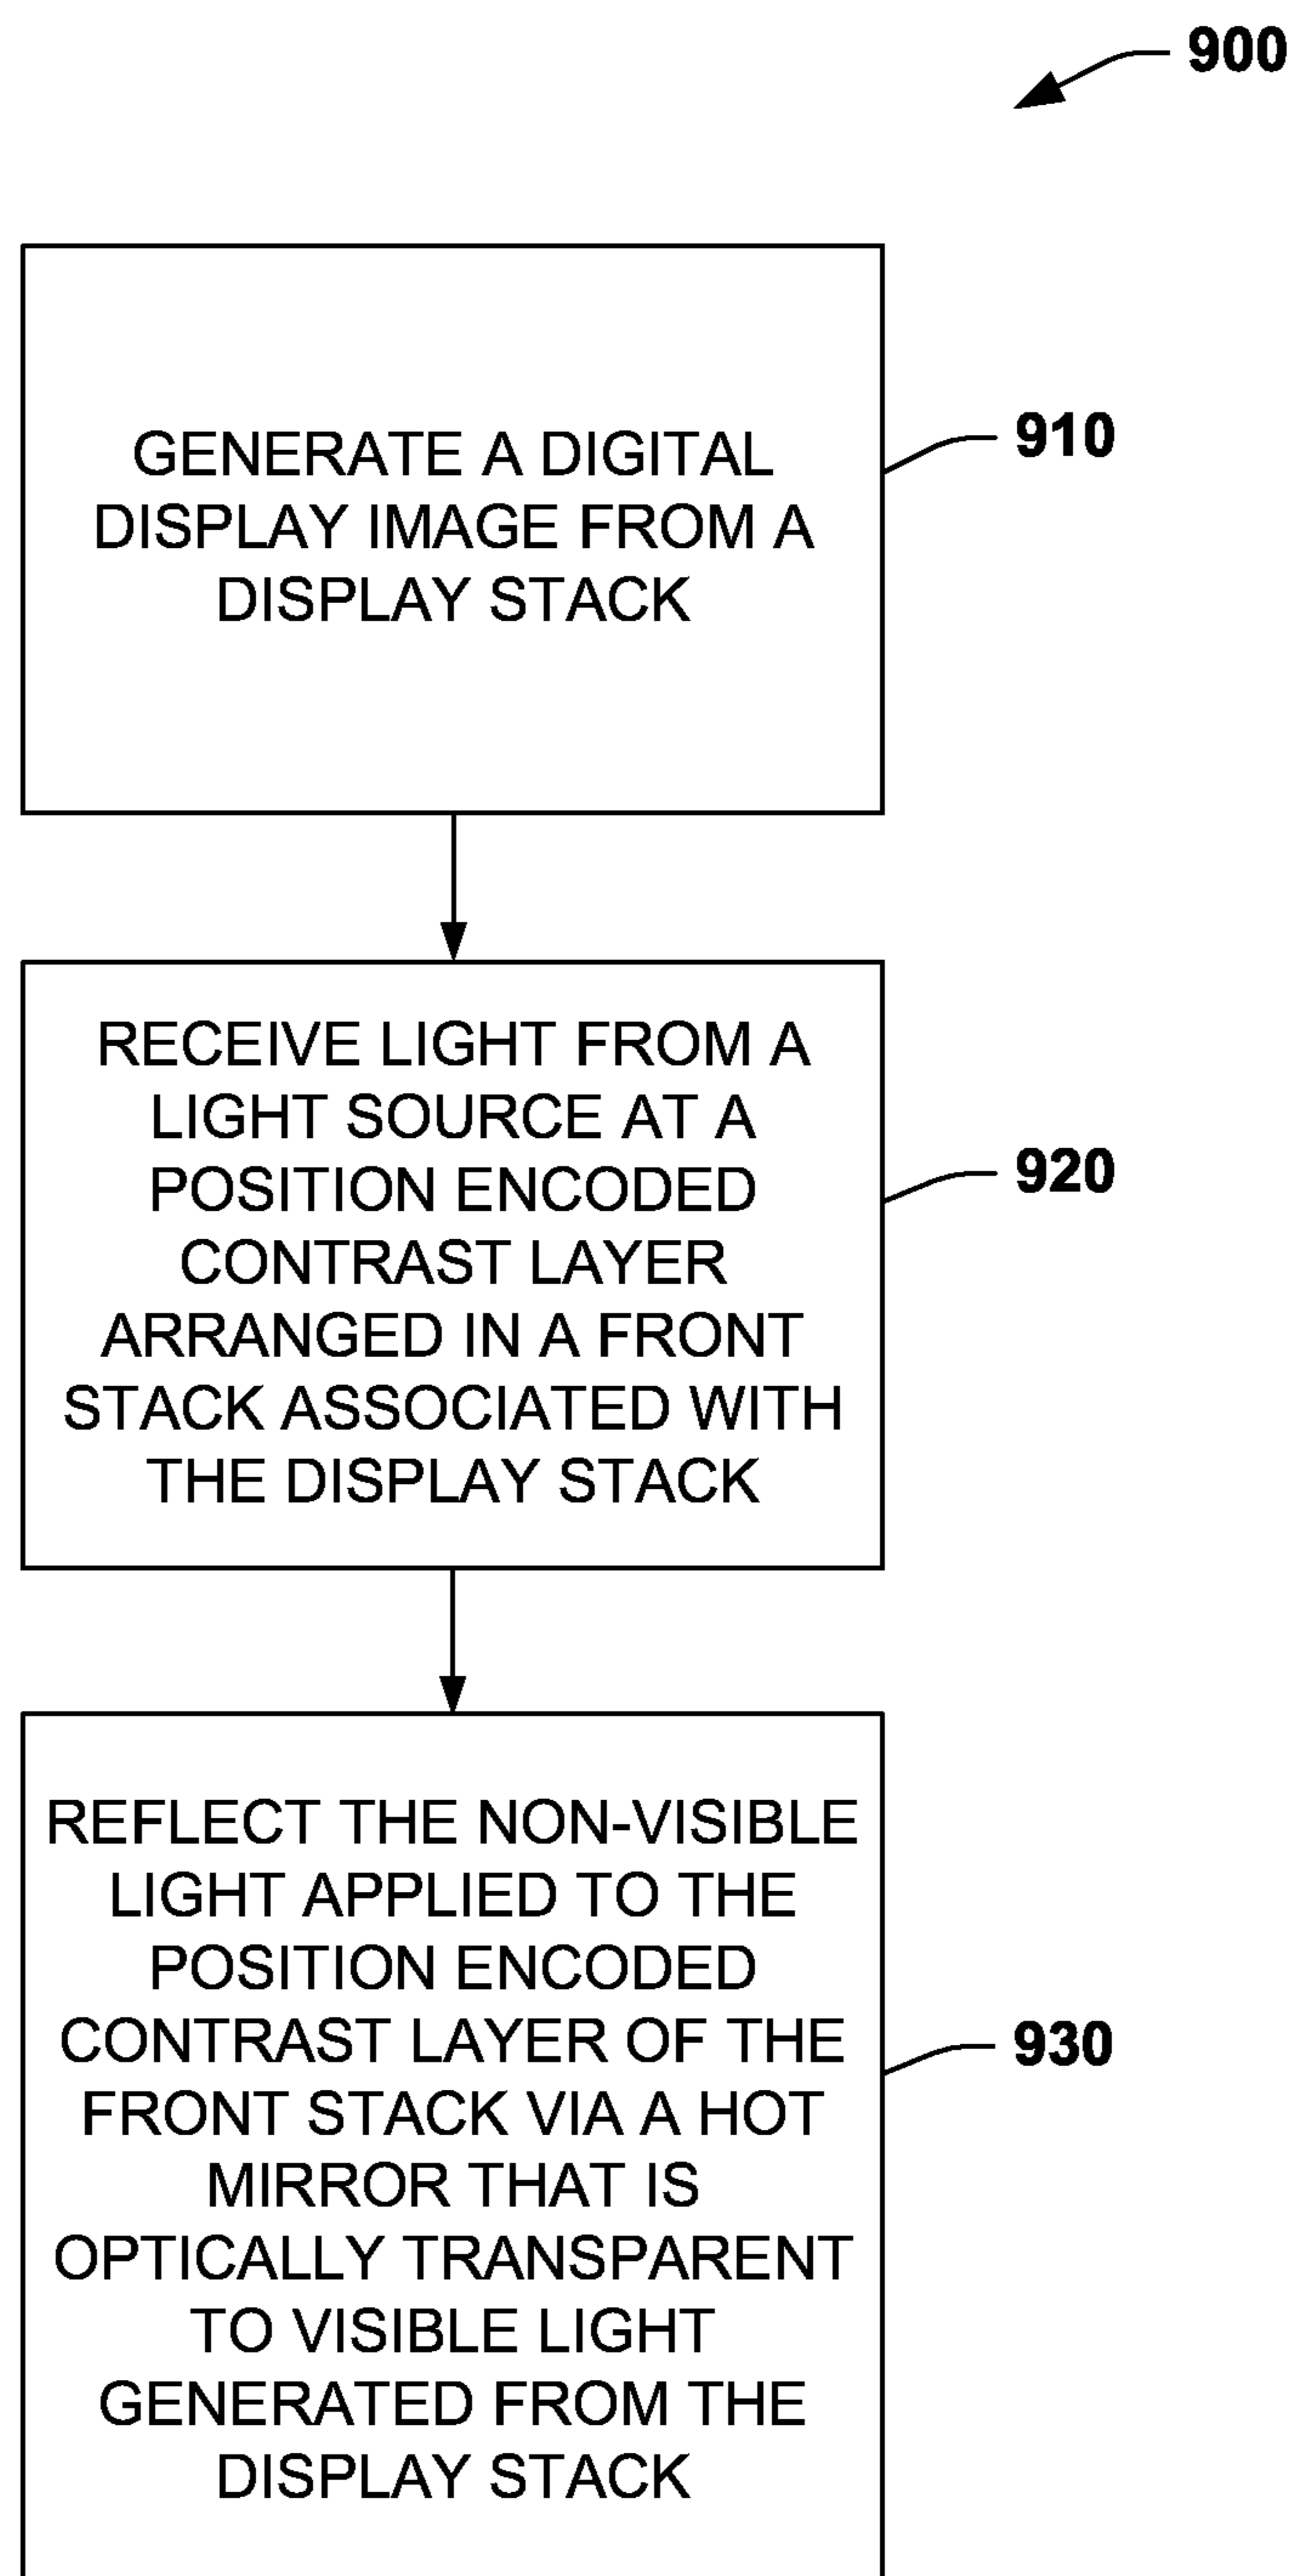 900
GENERATE A DIGITAL
DISPLAY IMAGE FROM A
DISPLAY STACK
910
RECEIVE LIGHT FROM A
LIGHT SOURCE AT A
POSITION ENCODED
CONTRAST LAYER
ARRANGED IN A FRONT
STACK ASSOCIATED WITH
THE DISPLAY STACK
920
REFLECT THE NON-VISIBLE
LIGHT APPLIED TO THE
POSITION ENCODED
CONTRAST LAYER OF THE
FRONT STACK VIA A HOT
MIRROR THAT IS
OPTICALLY TRANSPARENT
TO VISIBLE LIGHT
GENERATED FROM THE
DISPLAY STACK
930